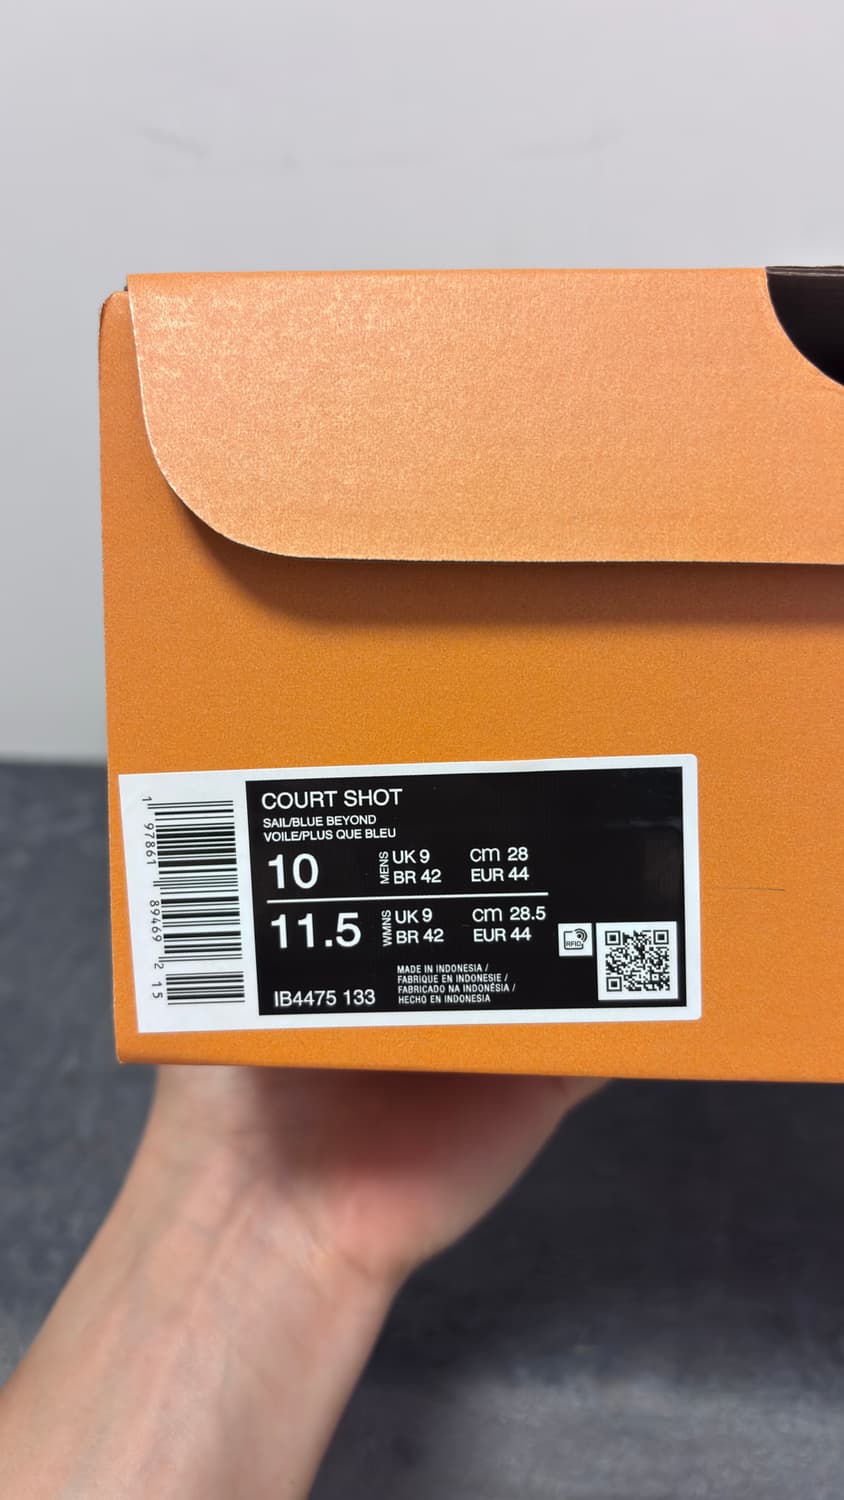 COURT SHOT
SAIL/BLUE BEYOND
VOILE/PLUS QUE BLEU
10 MENS UK 9 cm 28
BR 42 EUR 44
11.5 WMNS UK 9 cm 28.5
BR 42 EUR 44
RFID
IB4475 133
MADE IN INDONESIA /
FABRIQUE EN INDONESIE /
FABRICADO NA INDONÉSIA /
HECHO EN INDONESIA
1 97861 89469 2 15